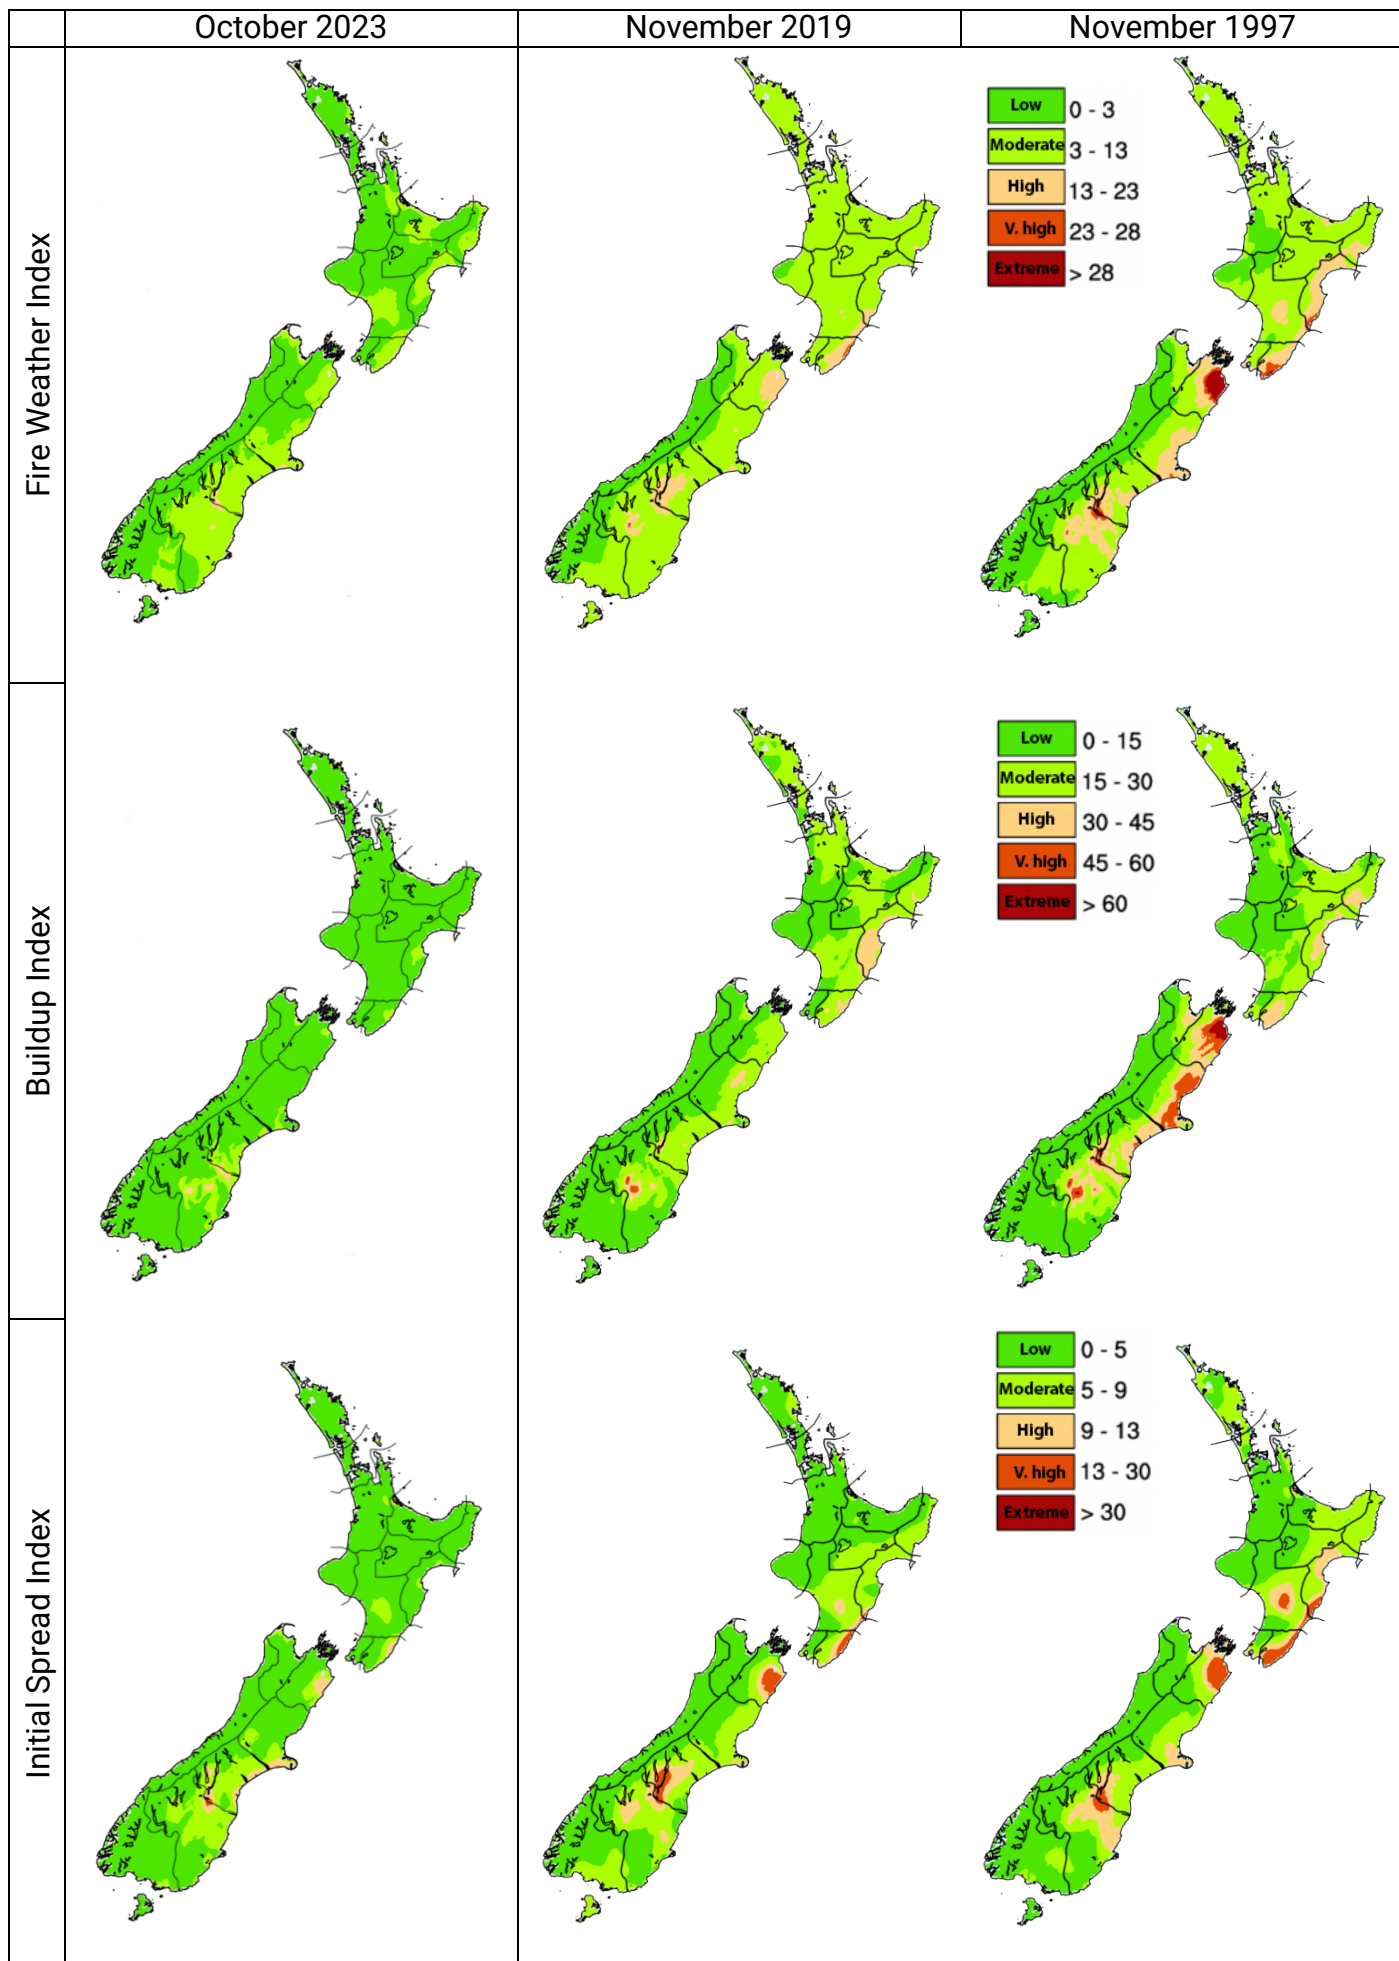 October 2023
November 2019
November 1997
Fire Weather Index
Low 0 - 3
Moderate 3 - 13
High 13 - 23
V. high 23 - 28
Extreme > 28
Buildup Index
Low 0 - 15
Moderate 15 - 30
High 30 - 45
V. high 45 - 60
Extreme > 60
Initial Spread Index
Low 0 - 5
Moderate 5 - 9
High 9 - 13
V. high 13 - 30
Extreme > 30